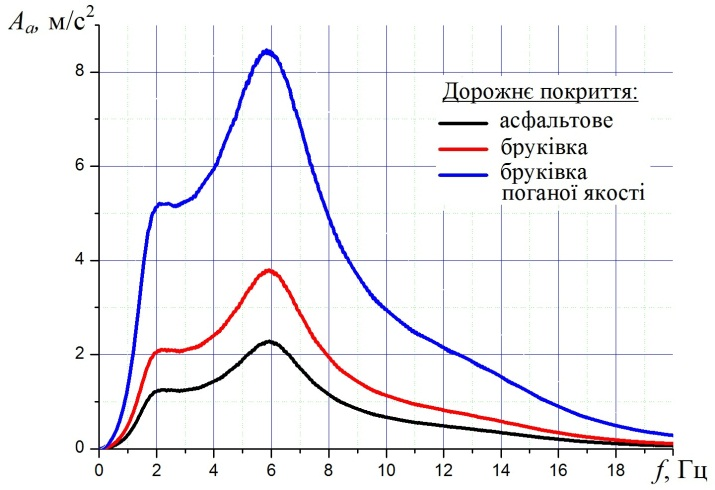 Aₐ, м/с²
8
6
4
2
0
Дорожнє покриття:
асфальтове
бруківка
бруківка
поганої якості
0 2 4 6 8 10 12 14 16 18
f, Гц